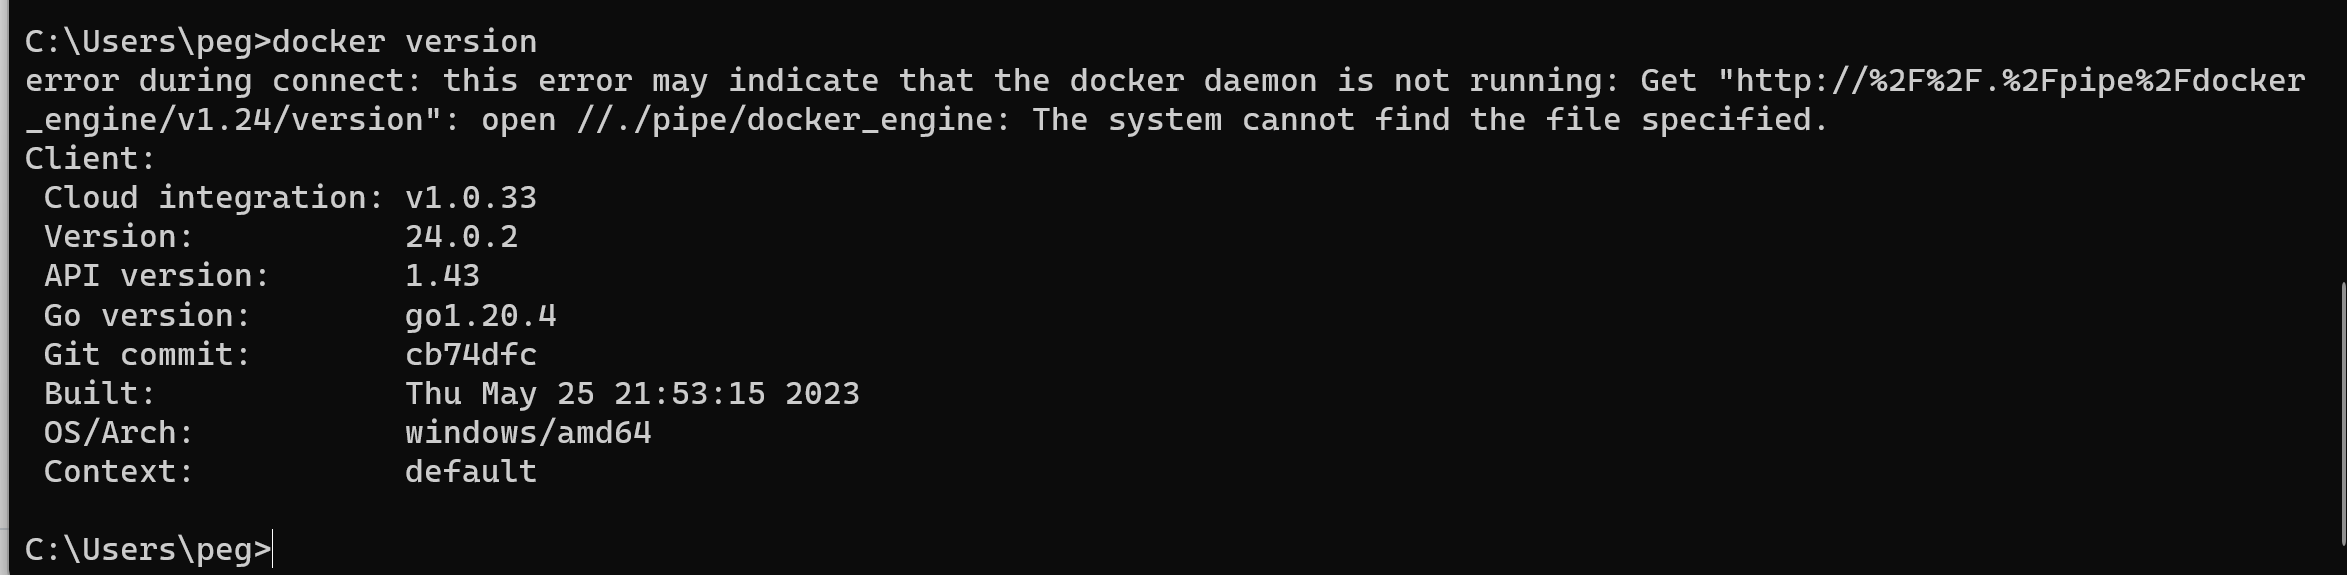 C:\Users\peg>docker version
error during connect: this error may indicate that the docker daemon is not running: Get "http://%2F%2F.%2Fpipe%2Fdocker
_engine/v1.24/version": open //./pipe/docker_engine: The system cannot find the file specified.
Client:
 Cloud integration: v1.0.33
 Version:           24.0.2
 API version:       1.43
 Go version:        go1.20.4
 Git commit:        cb74dfc
 Built:             Thu May 25 21:53:15 2023
 OS/Arch:           windows/amd64
 Context:           default
C:\Users\peg>